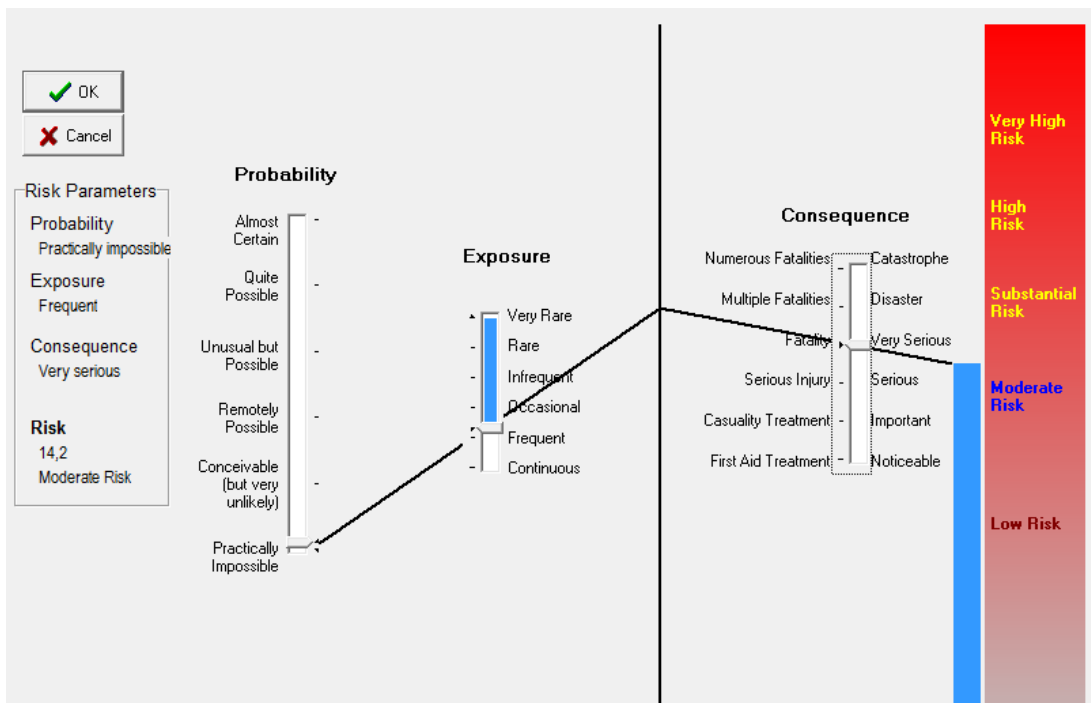 OK
Cancel
Risk Parameters
Probability
Practically impossible
Exposure
Frequent
Consequence
Very serious
Risk
14,2
Moderate Risk
Probability
Almost
Certain
Quite
Possible
Unusual but
Possible
Remotely
Possible
Conceivable
(but very
unlikely)
Practically
Impossible
Exposure
Very Rare
Rare
Infrequent
Occasional
Frequent
Continuous
Consequence
Numerous Fatalities
Catastrophe
Multiple Fatalities
Disaster
Fatality
Very Serious
Serious Injury
Serious
Casuality Treatment
Important
First Aid Treatment
Noticeable
Very High
Risk
High
Risk
Substantial
Risk
Moderate
Risk
Low Risk